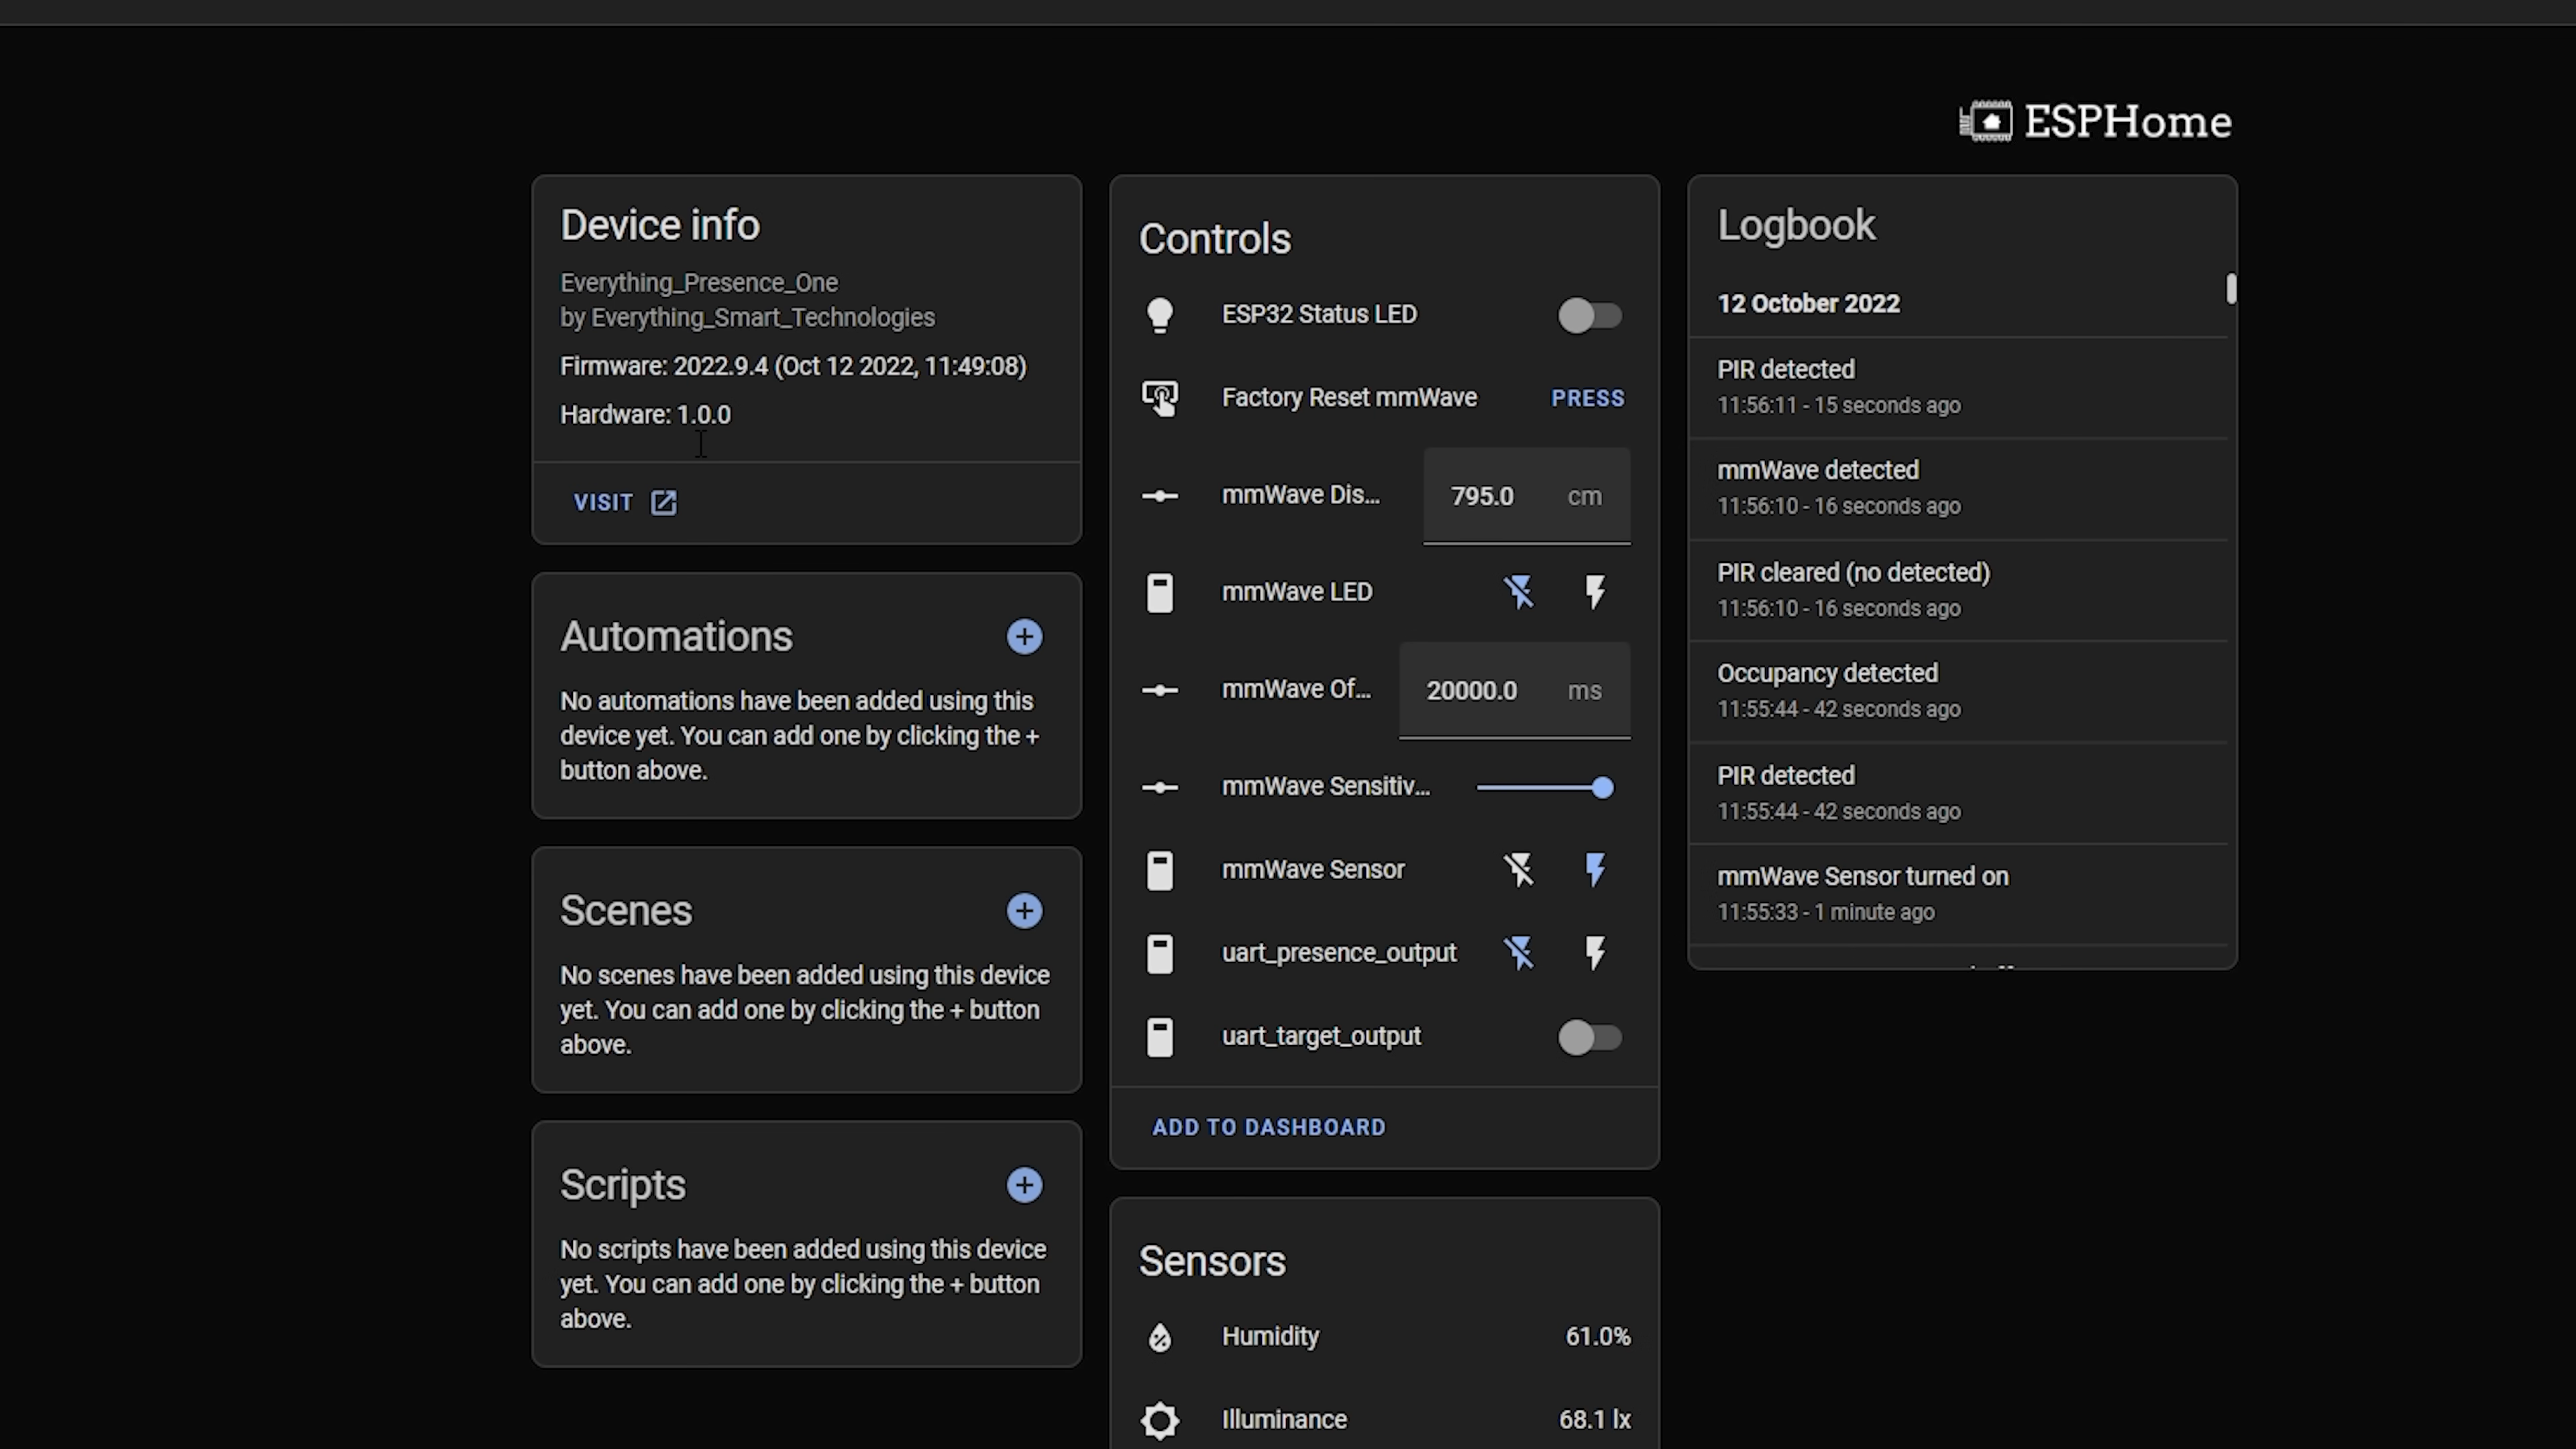 ESPHome
Device info
Everything_Presence_One
by Everything_Smart_Technologies
Firmware: 2022.9.4 (Oct 12 2022, 11:49:08)
Hardware: 1.0.0
VISIT
Automations
No automations have been added using this
device yet. You can add one by clicking the +
button above.
Scenes
No scenes have been added using this device
yet. You can add one by clicking the + button
above.
Scripts
No scripts have been added using this device
yet. You can add one by clicking the + button
above.
Controls
ESP32 Status LED
Factory Reset mmWave PRESS
mmWave Dis... 795.0 cm
mmWave LED
mmWave Of... 20000.0 ms
mmWave Sensitiv...
mmWave Sensor
uart_presence_output
uart_target_output
ADD TO DASHBOARD
Sensors
Humidity 61.0%
Illuminance 68.1 lx
Logbook
12 October 2022
PIR detected
11:56:11 - 15 seconds ago
mmWave detected
11:56:10 - 16 seconds ago
PIR cleared (no detected)
11:56:10 - 16 seconds ago
Occupancy detected
11:55:44 - 42 seconds ago
PIR detected
11:55:44 - 42 seconds ago
mmWave Sensor turned on
11:55:33 - 1 minute ago